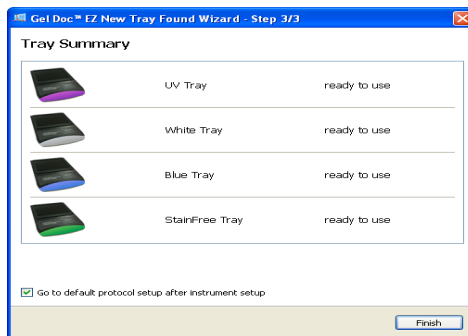 Gel Doc™ EZ New Tray Found Wizard - Step 3/3
Tray Summary
UV Tray ready to use
White Tray ready to use
Blue Tray ready to use
StainFree Tray ready to use
Go to default protocol setup after instrument setup
Finish